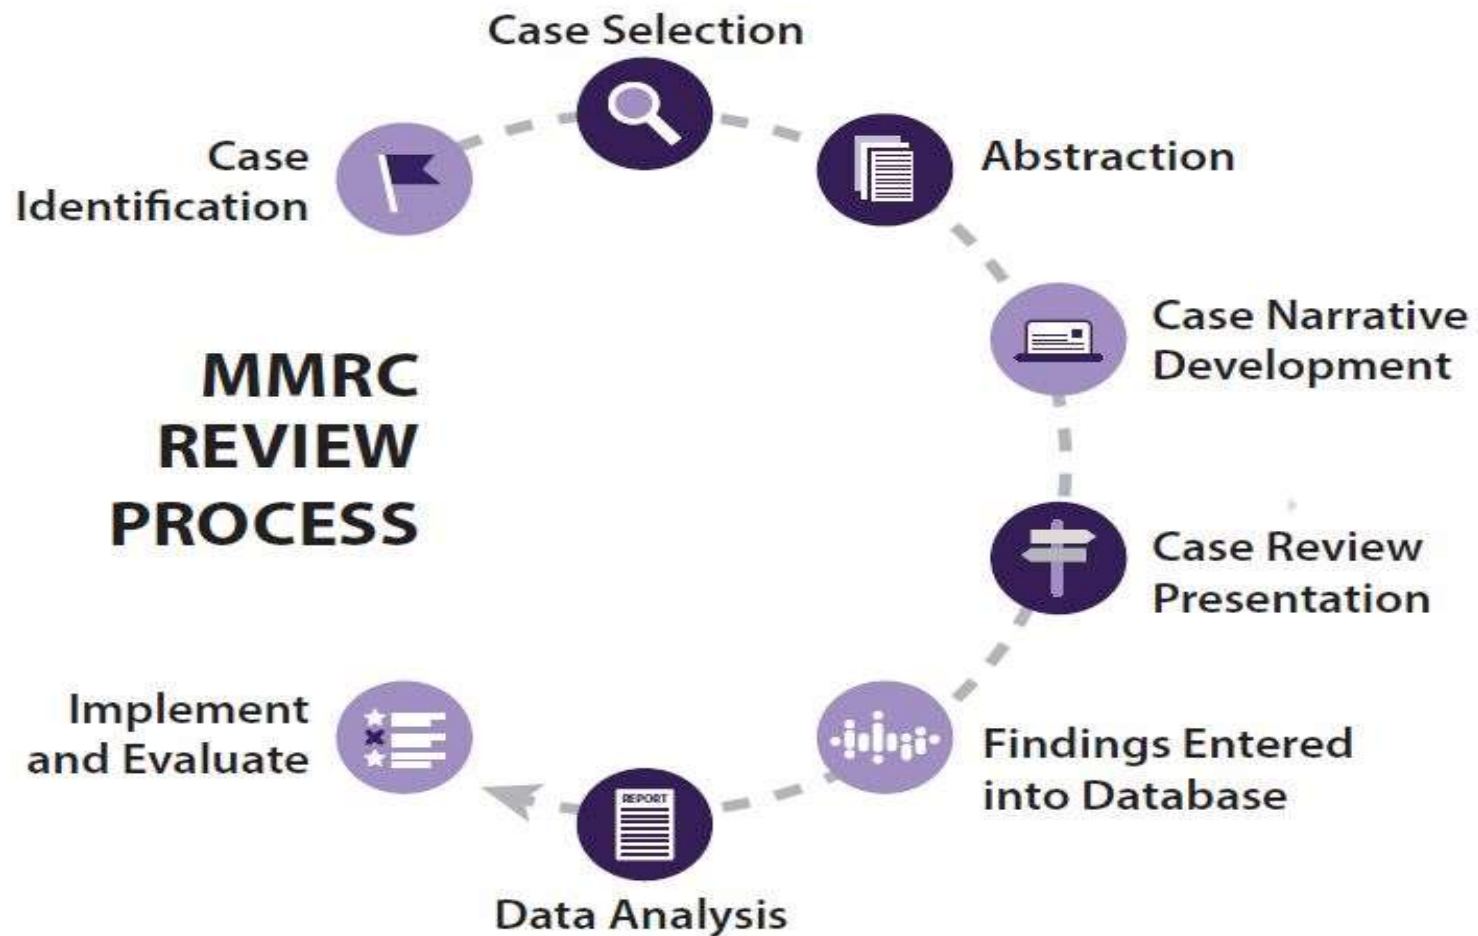 Case Selection
Case
Identification
Abstraction
Case Narrative
Development
MMRC
REVIEW
PROCESS
Case Review
Presentation
Implement
and Evaluate
Findings Entered
into Database
REPORT
Data Analysis